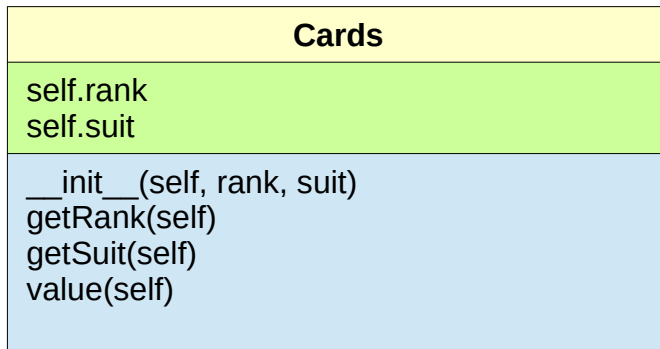 Cards
self.rank
self.suit
__init__(self, rank, suit)
getRank(self)
getSuit(self)
value(self)